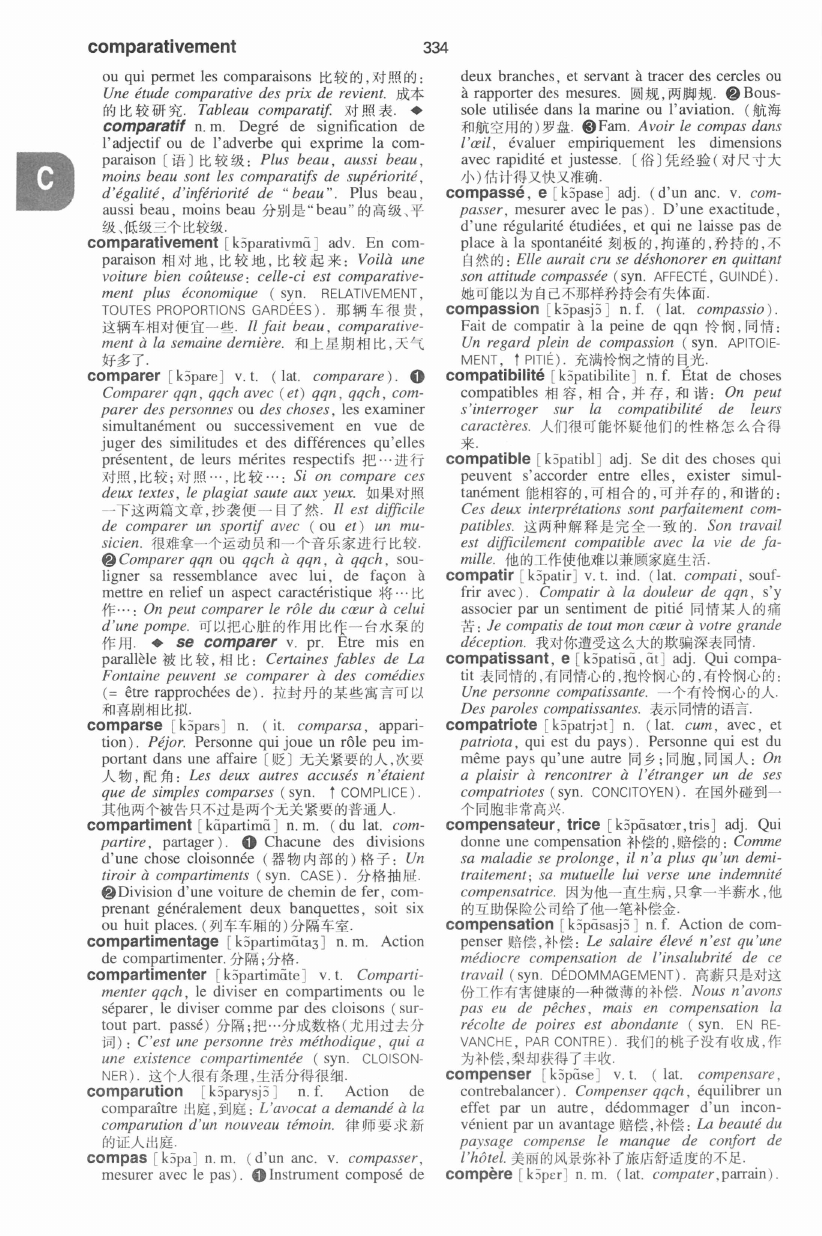 comparativement
334
C
ou qui permet les comparaisons 比较的,对照的:
Une étude comparative des prix de revient. 成本
的比较研究. Tableau comparatif. 对照表. ◆
comparatif n. m. Degré de signification de
l'adjectif ou de l'adverbe qui exprime la com-
paraison〔语〕比较级: Plus beau, aussi beau,
moins beau sont les comparatifs de supériorité,
d'égalité, d'infériorité de "beau". Plus beau,
aussi beau, moins beau 分别是"beau"的高级、平
级、低级三个比较级.
comparativement [kɔ̃parativmɑ̃] adv. En com-
paraison 相对地,比较地,比较起来: Voilà une
voiture bien coûteuse: celle-ci est comparative-
ment plus économique (syn. RELATIVEMENT,
TOUTES PROPORTIONS GARDÉES). 那辆车很贵,
这辆车相对便宜一些. Il fait beau, comparative-
ment à la semaine dernière. 和上星期相比,天气
好多了.
comparer [kɔ̃pare] v. t. (lat. comparare). ❶
Comparer qqn, qqch avec (et) qqn, qqch, com-
parer des personnes ou des choses, les examiner
simultanément ou successivement en vue de
juger des similitudes et des différences qu'elles
présentent, de leurs mérites respectifs 把…进行
对照,比较;对照…,比较…: Si on compare ces
deux textes, le plagiat saute aux yeux. 如果对照
一下这两篇文章,抄袭便一目了然. Il est difficile
de comparer un sportif avec (ou et) un mu-
sicien. 很难拿一个运动员和一个音乐家进行比较.
❷Comparer qqn ou qqch à qqn, à qqch, sou-
ligner sa ressemblance avec lui, de façon à
mettre en relief un aspect caractéristique 将…比
作…: On peut comparer le rôle du cœur à celui
d'une pompe. 可以把心脏的作用比作一台水泵的
作用. ◆ se comparer v. pr. Être mis en
parallèle 被比较,相比: Certaines fables de La
Fontaine peuvent se comparer à des comédies
(= être rapprochées de). 拉封丹的某些寓言可以
和喜剧相比拟.
comparse [kɔ̃pars] n. (it. comparsa, appari-
tion). Péjor. Personne qui joue un rôle peu im-
portant dans une affaire〔贬〕无关紧要的人,次要
人物,配角: Les deux autres accusés n'étaient
que de simples comparses (syn. ↑COMPLICE).
其他两个被告只不过是两个无关紧要的普通人.
compartiment [kɑ̃partimɑ̃] n. m. (du lat. com-
partire, partager). ❶ Chacune des divisions
d'une chose cloisonnée (器物内部的)格子: Un
tiroir à compartiments (syn. CASE). 分格抽屉.
❷Division d'une voiture de chemin de fer, com-
prenant généralement deux banquettes, soit six
ou huit places. (列车车厢的)分隔车室.
compartimentage [kɔ̃partimɑ̃taʒ] n. m. Action
de compartimenter. 分隔;分格.
compartimenter [kɔ̃partimɑ̃te] v. t. Comparti-
menter qqch, le diviser en compartiments ou le
séparer, le diviser comme par des cloisons (sur-
tout part. passé) 分隔;把…分成数格(尤用过去分
词): C'est une personne très méthodique, qui a
une existence compartimentée (syn. CLOISON-
NER). 这个人很有条理,生活分得很细.
comparution [kɔ̃parysjɔ̃] n. f. Action de
comparaître 出庭,到庭: L'avocat a demandé à la
comparution d'un nouveau témoin. 律师要求新
的证人出庭.
compas [kɔ̃pa] n. m. (d'un anc. v. compasser,
mesurer avec le pas). ❶Instrument composé de
deux branches, et servant à tracer des cercles ou
à rapporter des mesures. 圆规,两脚规. ❷Bous-
sole utilisée dans la marine ou l'aviation. (航海
和航空用的)罗盘. ❸Fam. Avoir le compas dans
l'œil, évaluer empiriquement les dimensions
avec rapidité et justesse.〔俗〕凭经验(对尺寸大
小)估计得又快又准确.
compassé, e [kɔ̃pase] adj. (d'un anc. v. com-
passer, mesurer avec le pas). D'une exactitude,
d'une régularité étudiées, et qui ne laisse pas de
place à la spontanéité 刻板的,拘谨的,矜持的,不
自然的: Elle aurait cru se déshonorer en quittant
son attitude compassée (syn. AFFECTÉ, GUINDÉ).
她可能以为自己不那样矜持会有失体面.
compassion [kɔ̃pasjɔ̃] n. f. (lat. compassio).
Fait de compatir à la peine de qqn 怜悯,同情:
Un regard plein de compassion (syn. APITOIE-
MENT, ↑PITIÉ). 充满怜悯之情的目光.
compatibilité [kɔ̃patibilite] n. f. État de choses
compatibles 相容,相合,并存,和谐: On peut
s'interroger sur la compatibilité de leurs
caractères. 人们很可能怀疑他们的性格怎么合得
来.
compatible [kɔ̃patibl] adj. Se dit des choses qui
peuvent s'accorder entre elles, exister simul-
tanément 能相容的,可相合的,可并存的,和谐的:
Ces deux interprétations sont parfaitement com-
patibles. 这两种解释是完全一致的. Son travail
est difficilement compatible avec la vie de fa-
mille. 他的工作使他难以兼顾家庭生活.
compatir [kɔ̃patir] v. t. ind. (lat. compati, souf-
frir avec). Compatir à la douleur de qqn, s'y
associer par un sentiment de pitié 同情某人的痛
苦: Je compatis de tout mon cœur à votre grande
déception. 我对你遭受这么大的欺骗深表同情.
compatissant, e [kɔ̃patisɑ̃, ɑ̃t] adj. Qui compa-
tit 表同情的,有同情心的,抱怜悯心的,有怜悯心的:
Une personne compatissante. 一个有怜悯心的人.
Des paroles compatissantes. 表示同情的语言.
compatriote [kɔ̃patrjɔt] n. (lat. cum, avec, et
patriota, qui est du pays). Personne qui est du
même pays qu'une autre 同乡;同胞,同国人: On
a plaisir à rencontrer à l'étranger un de ses
compatriotes (syn. CONCITOYEN). 在国外碰到一
个同胞非常高兴.
compensateur, trice [kɔ̃pɑ̃satœr,tris] adj. Qui
donne une compensation 补偿的,赔偿的: Comme
sa maladie se prolonge, il n'a plus qu'un demi-
traitement; sa mutuelle lui verse une indemnité
compensatrice. 因为他一直生病,只拿一半薪水,他
的互助保险公司给了他一笔补偿金.
compensation [kɔ̃pɑ̃sasjɔ̃] n. f. Action de com-
penser 赔偿,补偿: Le salaire élevé n'est qu'une
médiocre compensation de l'insalubrité de ce
travail (syn. DÉDOMMAGEMENT). 高薪只是对这
份工作有害健康的一种微薄的补偿. Nous n'avons
pas eu de pêches, mais en compensation la
récolte de poires est abondante (syn. EN RE-
VANCHE, PAR CONTRE). 我们的桃子没有收成,作
为补偿,梨却获得了丰收.
compenser [kɔ̃pɑ̃se] v. t. (lat. compensare,
contrebalancer). Compenser qqch, équilibrer un
effet par un autre, dédommager d'un incon-
vénient par un avantage 赔偿,补偿: La beauté du
paysage compense le manque de confort de
l'hôtel. 美丽的风景弥补了旅店舒适度的不足.
compère [kɔ̃pɛr] n. m. (lat. compater,parrain).